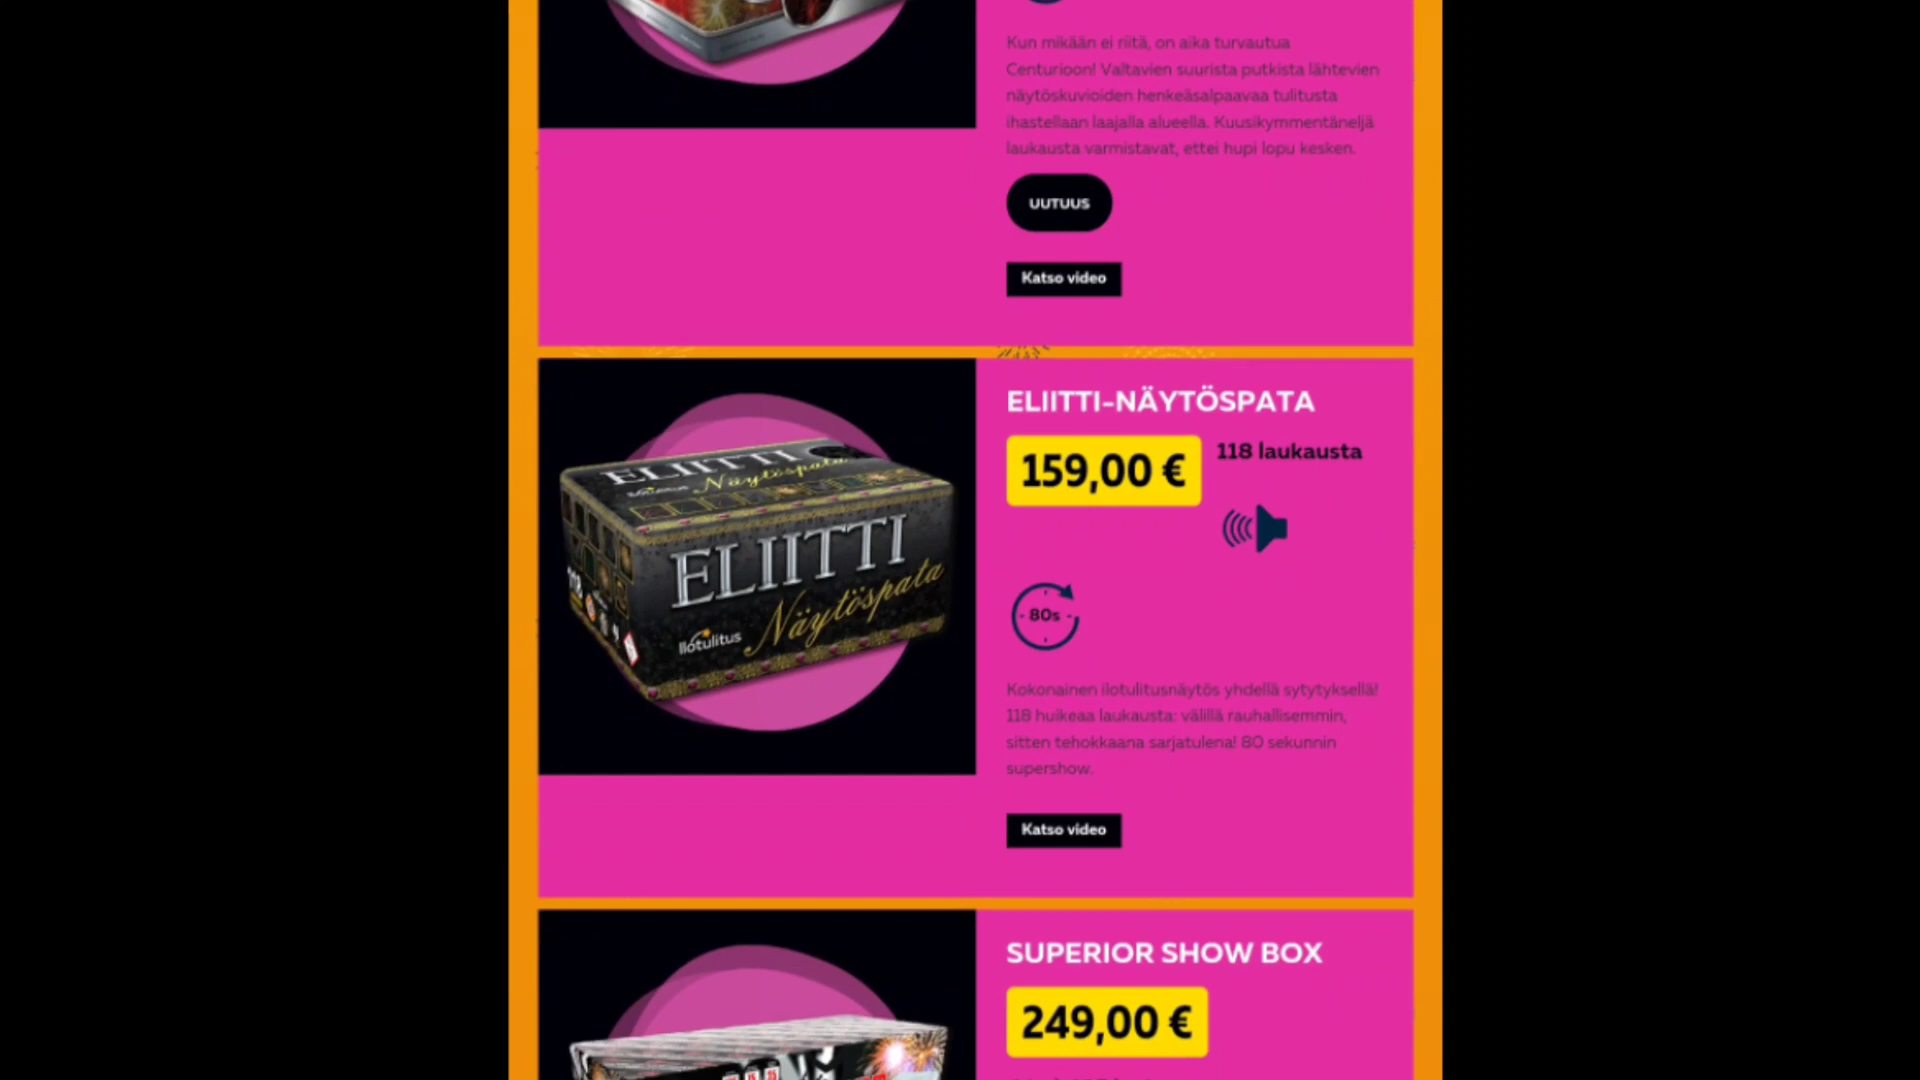 Kun mikään ei riitä, on aika turvautua
Centurioon! Valtavien suurista putkista lähtevien
näytöskuvioiden henkeäsalpaavaa tulitusta
ihastellaan laajalla alueella. Kuusikymmentäneljä
laukausta varmistavat, ettei hupi lopu kesken.
UUTUUS
Katso video
ELIITTI
Näytöspata
ELIITTI
Näytöspata
Ilotulitus
118
ELIITTI-NÄYTÖSPATA
159,00 €
118 laukausta
80s
Kokonainen ilotulitusnäytös yhdellä sytytyksellä!
118 huikeaa laukausta: välillä rauhallisemmin,
sitten tehokkaana sarjatulena! 80 sekunnin
supershow.
Katso video
SUPERIOR SHOW BOX
249,00 €